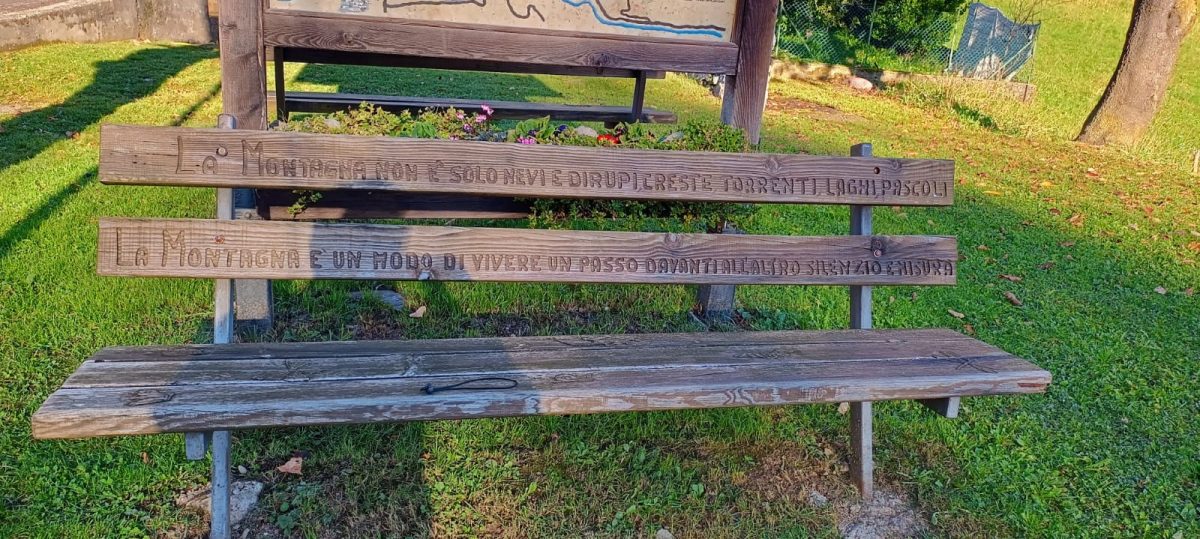 La Montagna non è solo nevi e dirupi, creste torrenti, laghi, pascoli
La Montagna è un modo di vivere un passo davanti all'altro silenzio e misura